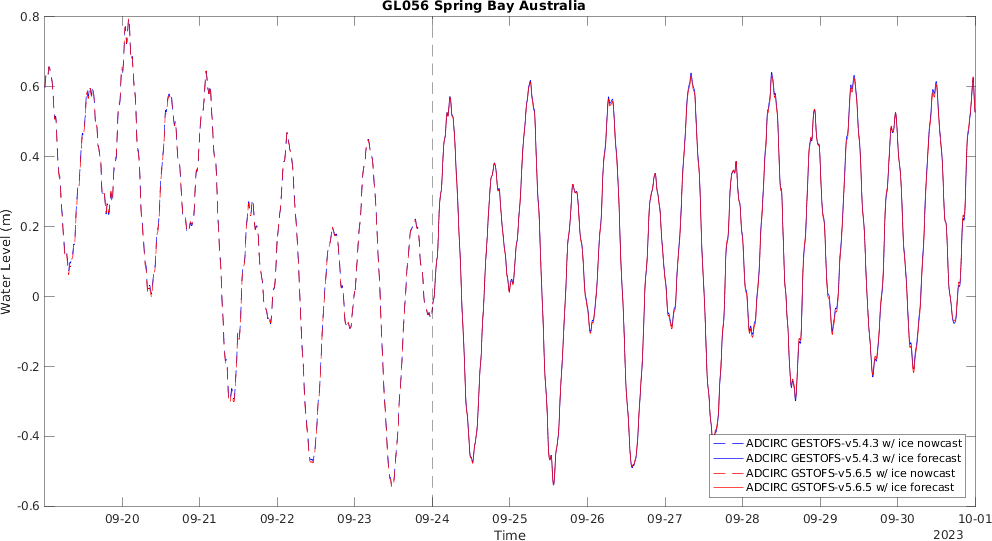 GL056 Spring Bay Australia
Water Level (m)
0.8
0.6
0.4
0.2
0
-0.2
-0.4
-0.6
ADCIRC GESTOFS-v5.4.3 w/ ice nowcast
ADCIRC GESTOFS-v5.4.3 w/ ice forecast
ADCIRC GSTOFS-v5.6.5 w/ ice nowcast
ADCIRC GSTOFS-v5.6.5 w/ ice forecast
09-20 09-21 09-22 09-23 09-24 09-25 09-26 09-27 09-28 09-29 09-30 10-01
Time
2023